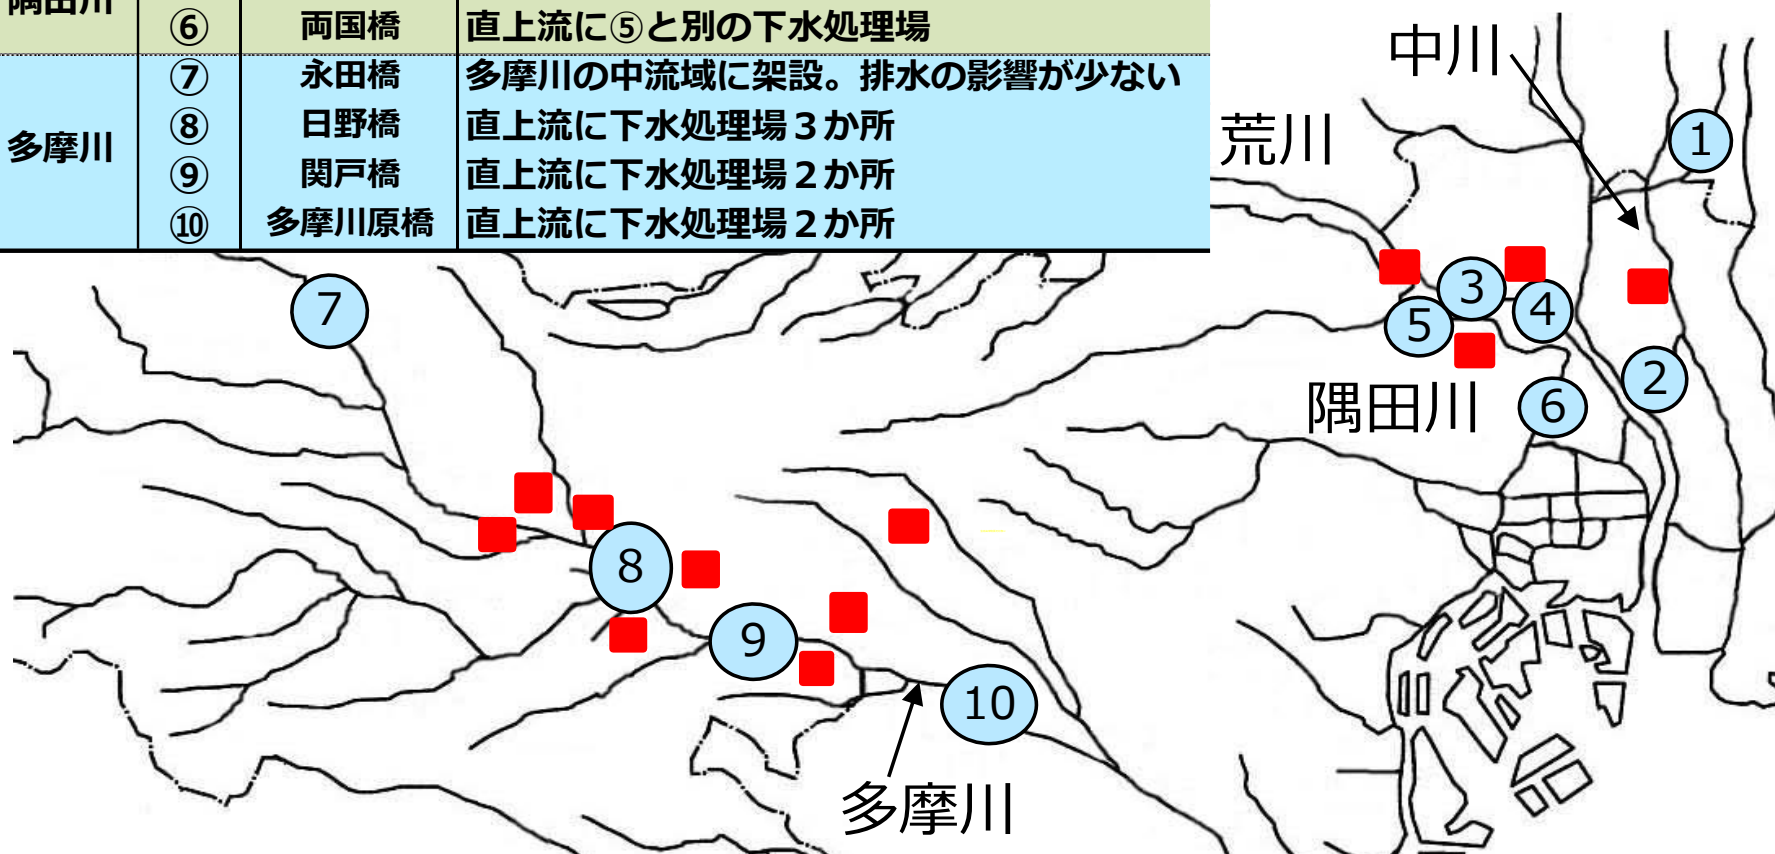 隅田川
⑥ 両国橋 直上流に⑤と別の下水処理場
⑦ 永田橋 多摩川の中流域に架設。排水の影響が少ない
多摩川
⑧ 日野橋 直上流に下水処理場３か所
⑨ 関戸橋 直上流に下水処理場２か所
⑩ 多摩川原橋 直上流に下水処理場２か所
中川
荒川
1
3
4
5
2
6
隅田川
7
8
9
10
多摩川